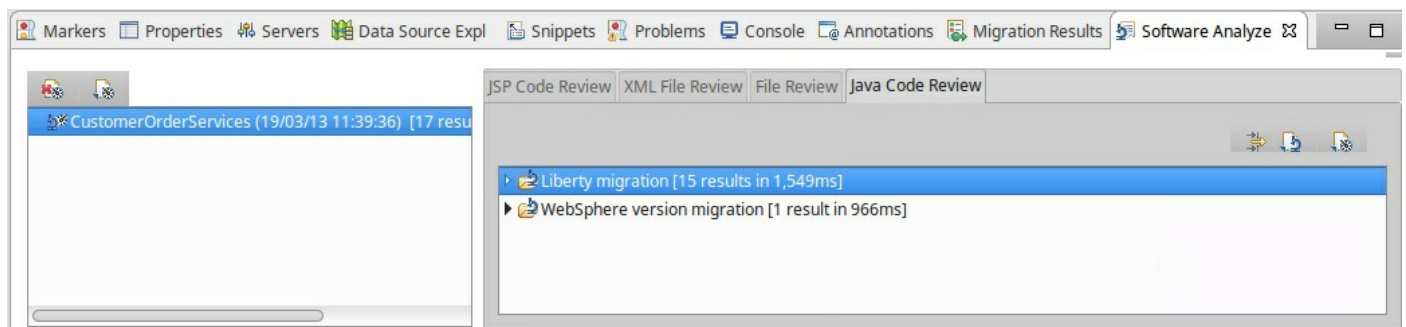 Markers Properties Servers Data Source Expl Snippets Problems Console Annotations Migration Results Software Analyze
JSP Code Review XML File Review File Review Java Code Review
CustomerOrderServices (19/03/13 11:39:36) [17 resu
Liberty migration [15 results in 1,549ms]
WebSphere version migration [1 result in 966ms]